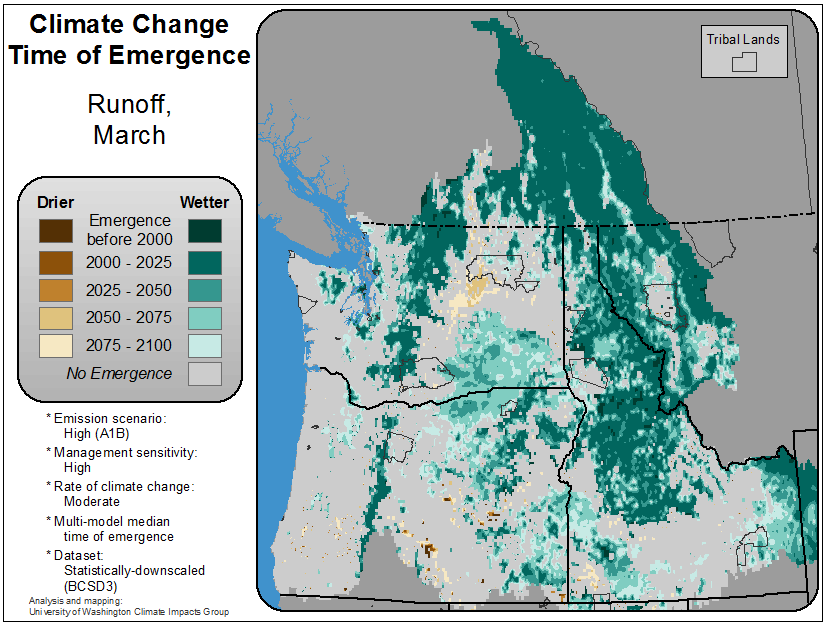 Climate Change
Time of Emergence
Runoff,
March
Drier
Wetter
Emergence
before 2000
2000 - 2025
2025 - 2050
2050 - 2075
2075 - 2100
No Emergence
* Emission scenario:
High (A1B)
* Management sensitivity:
High
* Rate of climate change:
Moderate
* Multi-model median
time of emergence
* Dataset:
Statistically-downscaled
(BCSD3)
Analysis and mapping:
University of Washington Climate Impacts Group
Tribal Lands